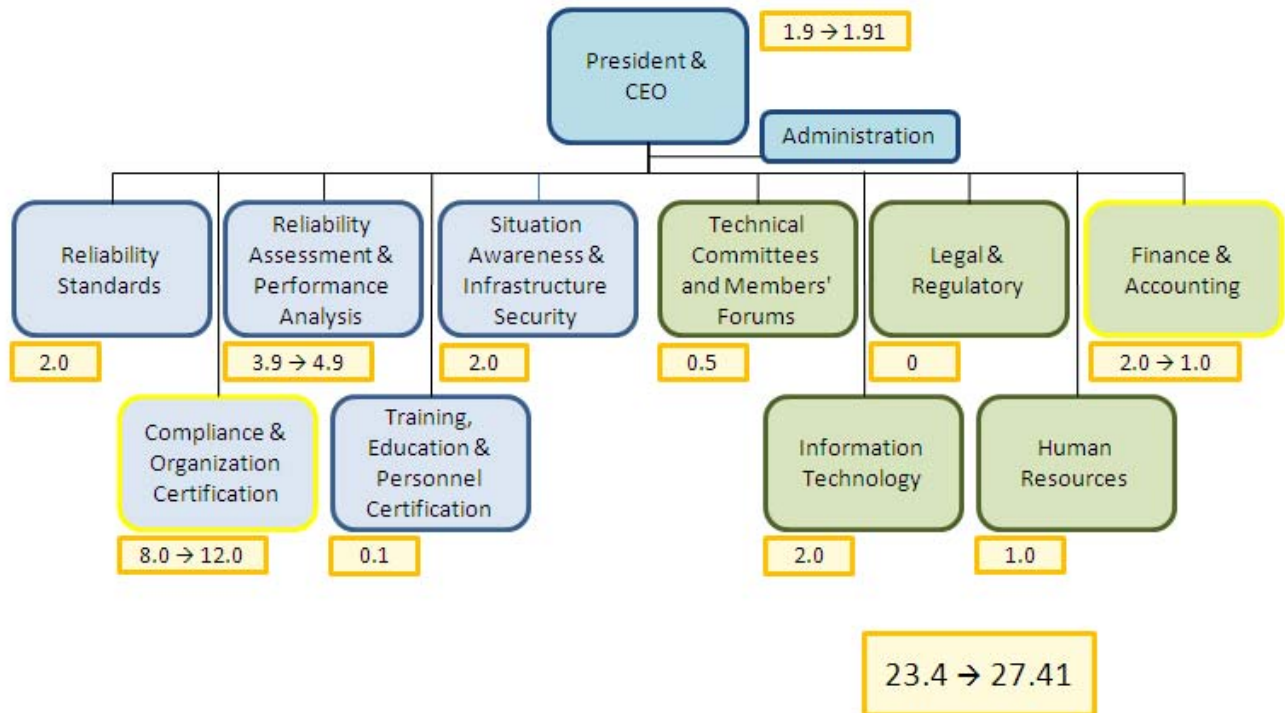 1.9 → 1.91
President &
CEO
Administration
Reliability
Standards
2.0
Reliability
Assessment &
Performance
Analysis
3.9 → 4.9
Situation
Awareness &
Infrastructure
Security
2.0
Technical
Committees
and Members'
Forums
0.5
Legal &
Regulatory
0
Finance &
Accounting
2.0 → 1.0
Compliance &
Organization
Certification
8.0 → 12.0
Training,
Education &
Personnel
Certification
0.1
Information
Technology
2.0
Human
Resources
1.0
23.4 → 27.41